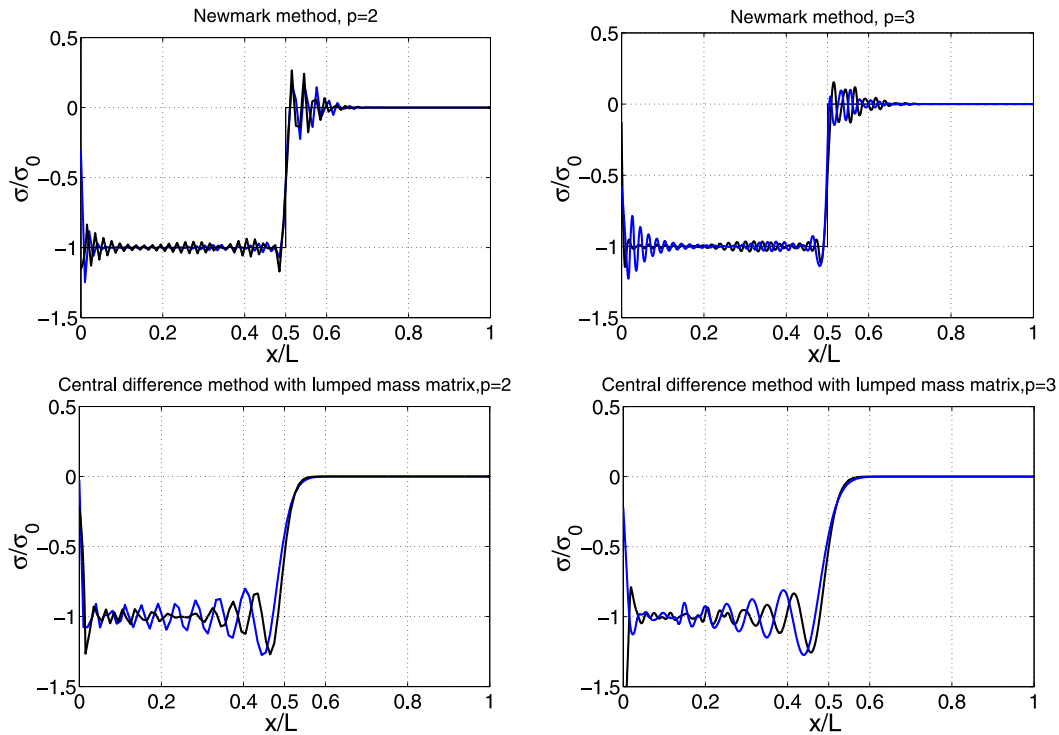 Newmark method, p=2
0.5
0
−0.5
−1
−1.5
σ/σ0
0 0.2 0.4 0.5 0.6 0.8 1
x/L
Newmark method, p=3
0.5
0
−0.5
−1
−1.5
σ/σ0
0 0.2 0.4 0.5 0.6 0.8 1
x/L
Central difference method with lumped mass matrix,p=2
0.5
0
−0.5
−1
−1.5
σ/σ0
0 0.2 0.4 0.5 0.6 0.8 1
x/L
Central difference method with lumped mass matrix,p=3
0.5
0
−0.5
−1
−1.5
σ/σ0
0 0.2 0.4 0.5 0.6 0.8 1
x/L